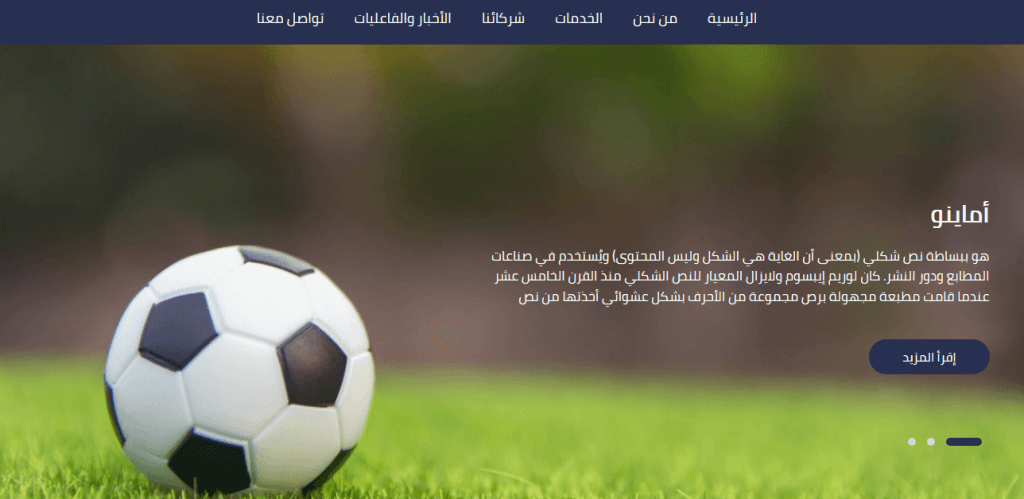 الرئيسية من نحن الخدمات شركائنا الأخبار والفاعليات تواصل معنا
أماينو
هو ببساطة نص شكلي (بمعنى أن الغاية هي الشكل وليس المحتوى) ويُستخدم في صناعات
المطابع ودور النشر. كان لوريم إيبسوم ولايزال المعيار للنص الشكلي منذ القرن الخامس عشر
عندما قامت مطبعة مجهولة برص مجموعة من الأحرف بشكل عشوائي أخذتها من نص
إقرأ المزيد